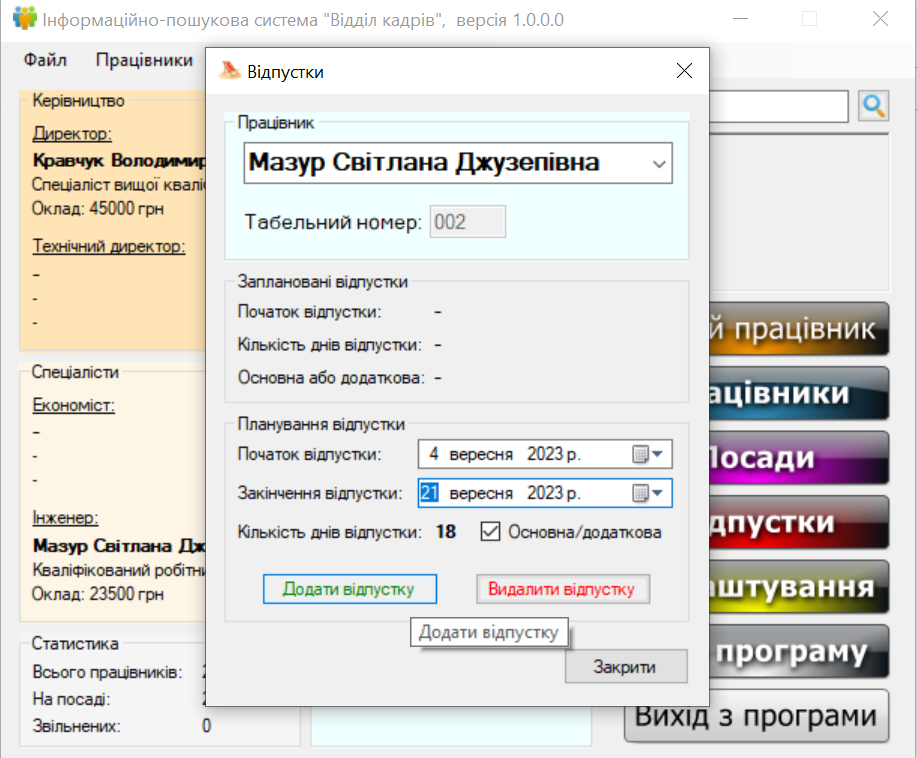 Інформаційно-пошукова система "Відділ кадрів", версія 1.0.0.0
Файл Працівники
Відпустки
Керівництво
Директор:
Кравчук Володимир
Спеціаліст вищої квалі
Оклад: 45000 грн
Технічний директор:
-
-
-
Спеціалісти
Економіст:
-
-
-
Інженер:
Мазур Світлана Дж
Кваліфікований робітни
Оклад: 23500 грн
Статистика
Всього працівників: 2
На посаді: 2
Звільнених: 0
Працівник
Мазур Світлана Джузепівна
Табельний номер: 002
Заплановані відпустки
Початок відпустки: -
Кількість днів відпустки: -
Основна або додаткова: -
Планування відпустки
Початок відпустки: 4 вересня 2023 р.
Закінчення відпустки: 21 вересня 2023 р.
Кількість днів відпустки: 18 Основна/додаткова
Додати відпустку Видалити відпустку
Додати відпустку
Закрити
й працівник
ацівники
Посади
дпустки
аштування
програму
Вихід з програми